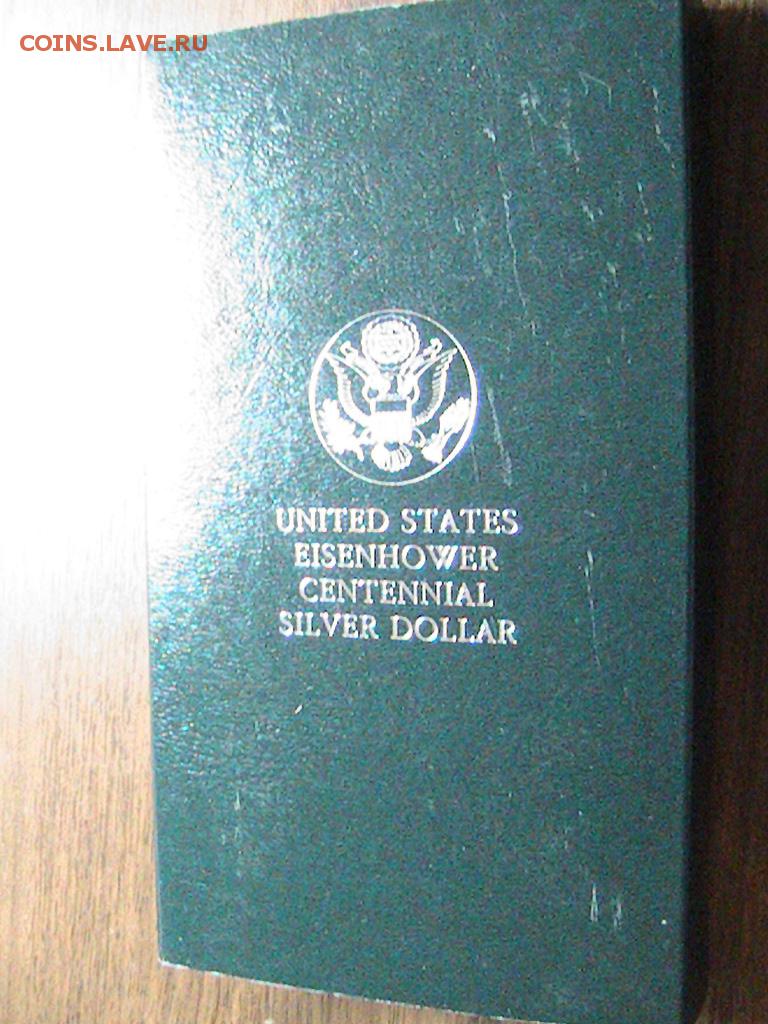 COINS.LAVE.RU
UNITED STATES
EISENHOWER
CENTENNIAL
SILVER DOLLAR